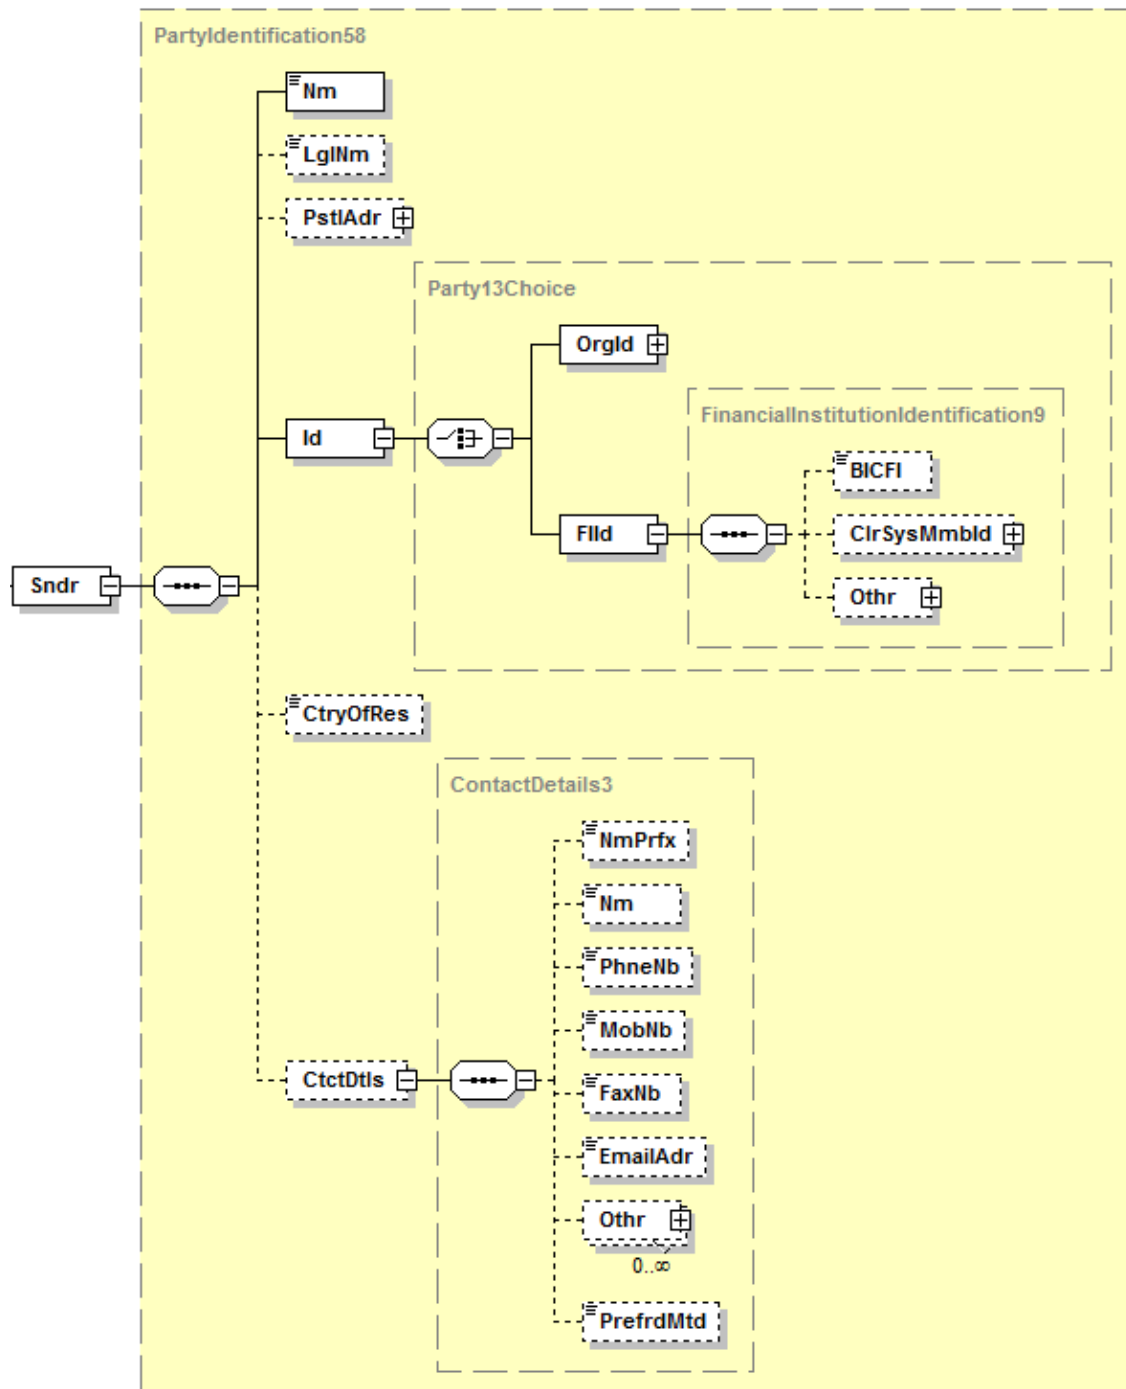 PartyIdentification58
Nm
LglNm
PstlAdr
Party13Choice
OrgId
FinancialInstitutionIdentification9
BICFI
Id
FIId
ClrSysMmbId
Othr
Sndr
CtryOfRes
ContactDetails3
NmPrfx
Nm
PhneNb
MobNb
CtctDtls
FaxNb
EmailAdr
Othr
0..∞
PrefrdMtd